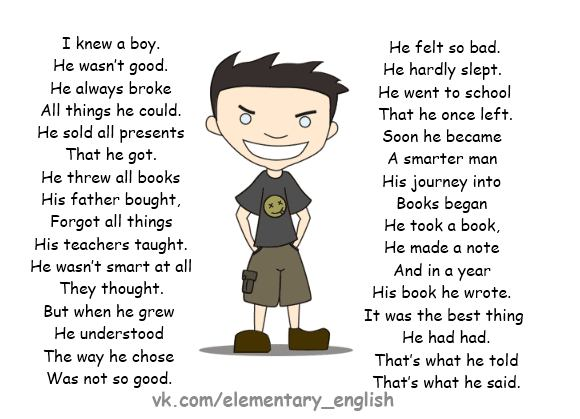 I knew a boy.
He wasn't good.
He always broke
All things he could.
He sold all presents
That he got.
He threw all books
His father bought,
Forgot all things
His teachers taught.
He wasn't smart at all
They thought.
But when he grew
He understood
The way he chose
Was not so good.
He felt so bad.
He hardly slept.
He went to school
That he once left.
Soon he became
A smarter man
His journey into
Books began
He took a book,
He made a note
And in a year
His book he wrote.
It was the best thing
He had had.
That's what he told
That's what he said.
vk.com/elementary_english